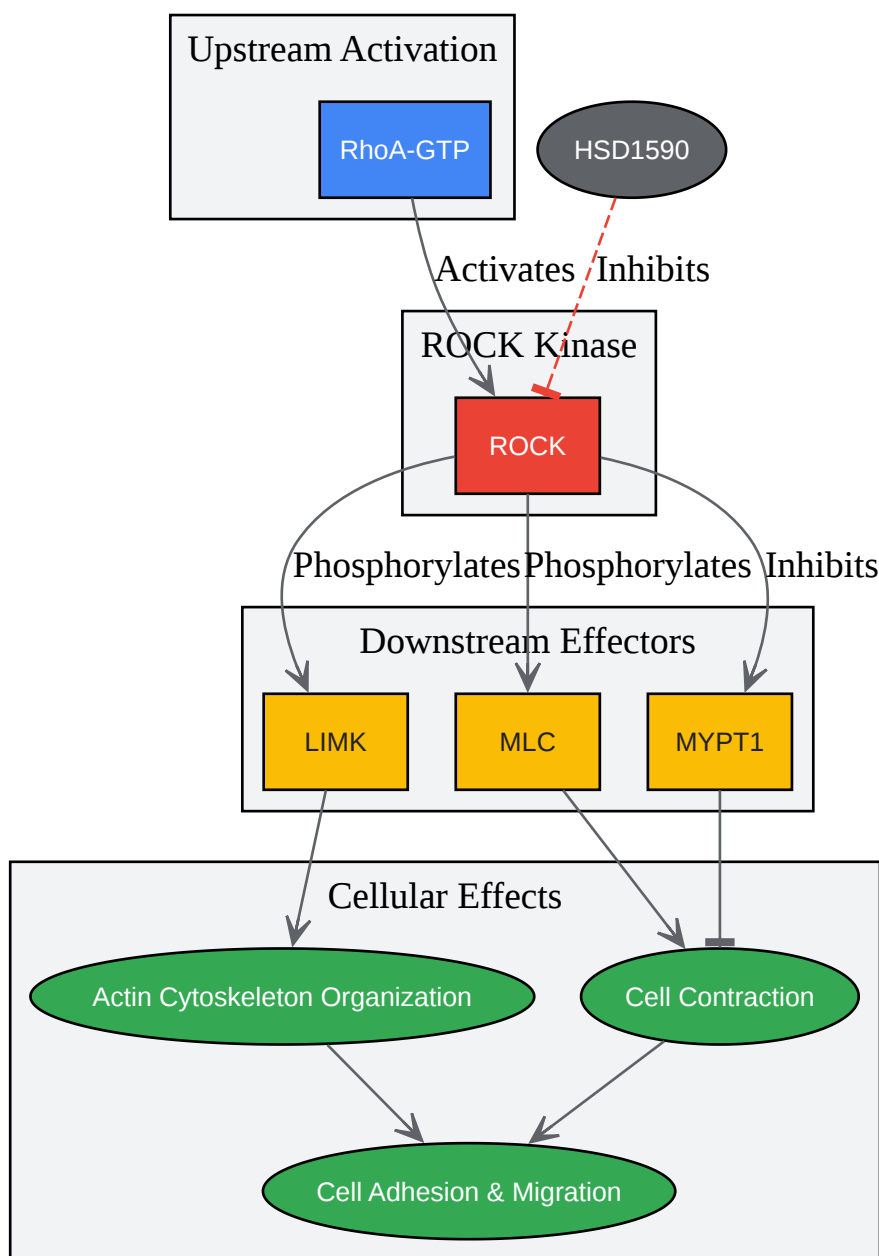 Upstream Activation
RhoA-GTP
HSD1590
Activates
Inhibits
ROCK Kinase
ROCK
Phosphorylates
Phosphorylates
Inhibits
Downstream Effectors
LIMK
MLC
MYPT1
Cellular Effects
Actin Cytoskeleton Organization
Cell Contraction
Cell Adhesion & Migration